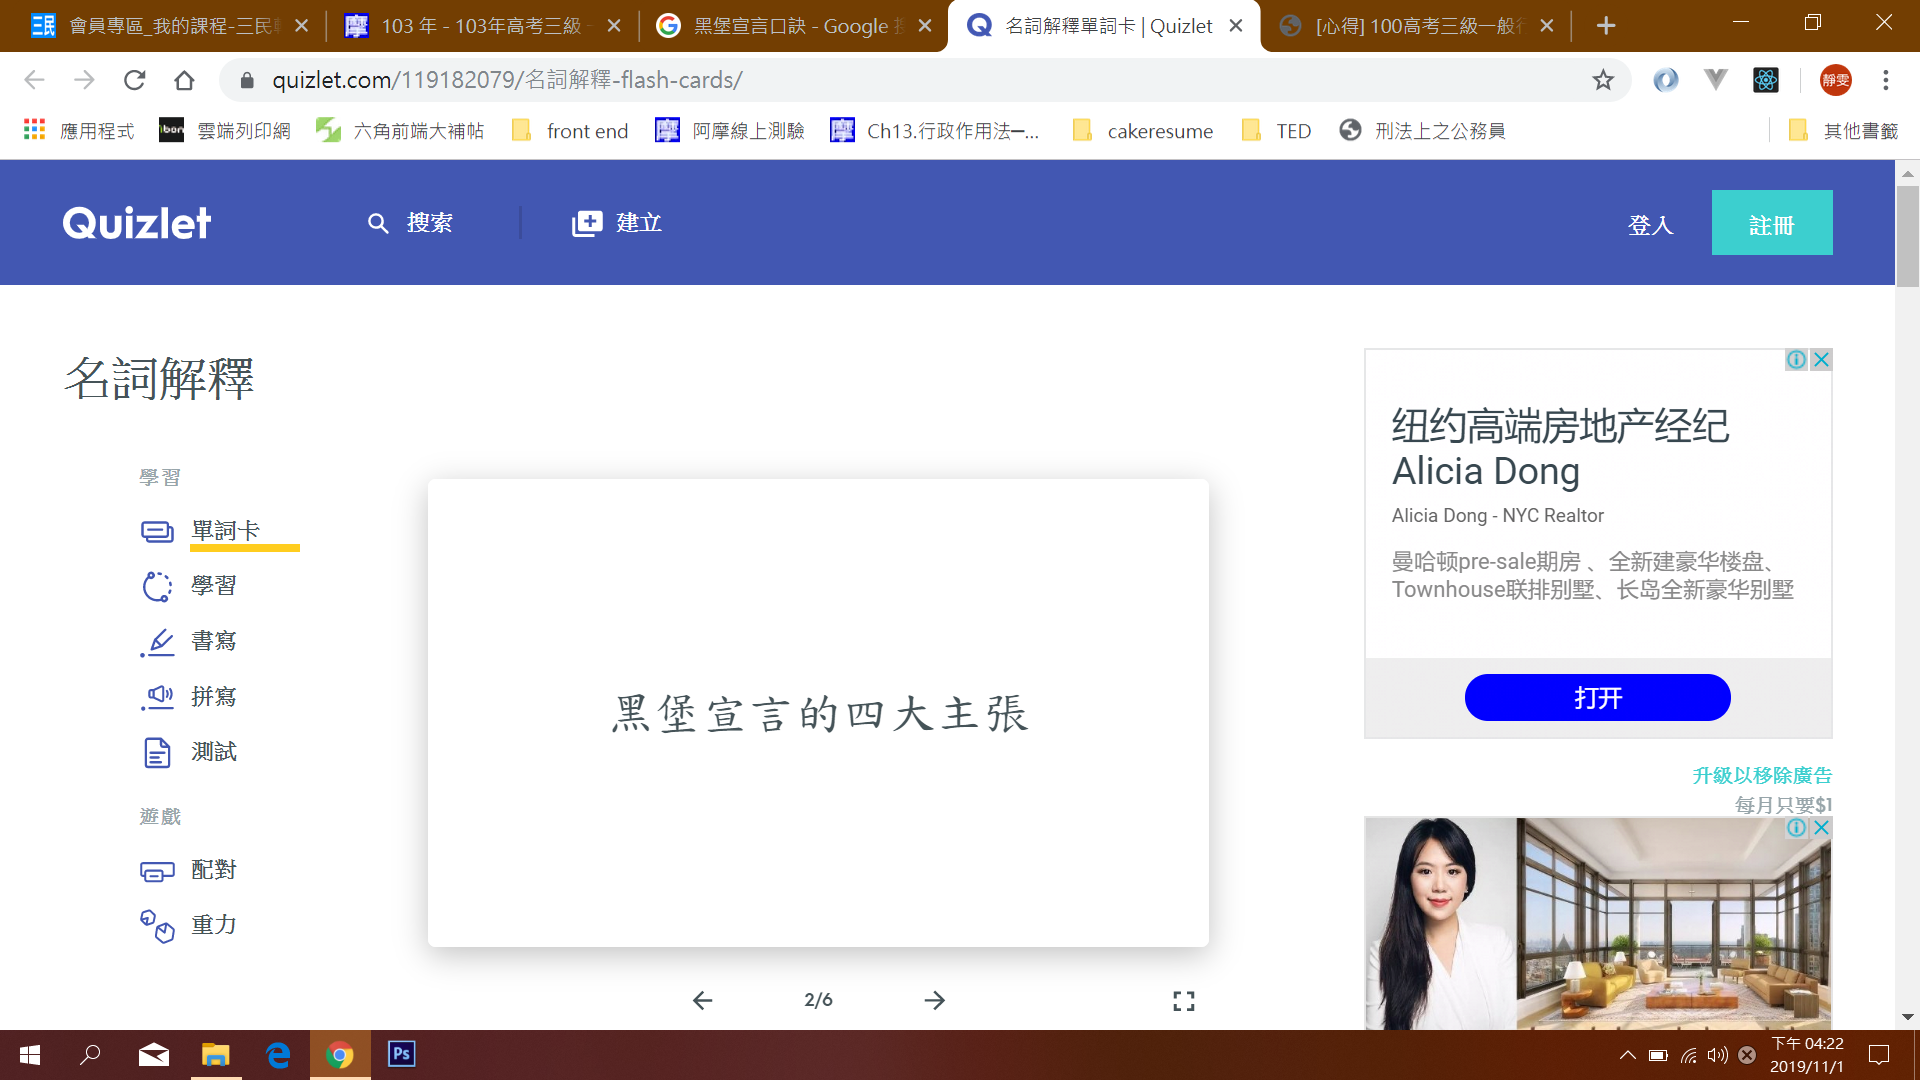 會員專區_我的課程-三民
103 年 - 103年高考三級
黑堡宣言口訣 - Google
名詞解釋單詞卡 | Quizlet
[心得] 100高考三級一般行
quizlet.com/119182079/名詞解釋-flash-cards/
靜雯
應用程式
ibon
雲端列印網
六角前端大補帖
front end
摩
阿摩線上測驗
摩
Ch13.行政作用法—...
cakeresume
TED
刑法上之公務員
其他書籤
Quizlet
搜索
建立
登入
註冊
名詞解釋
學習
單詞卡
學習
書寫
拼寫
測試
遊戲
配對
重力
黑堡宣言的四大主張
2/6
纽约高端房地产经纪
Alicia Dong
Alicia Dong - NYC Realtor
曼哈顿pre-sale期房 、全新建豪华楼盘、
Townhouse联排别墅、长岛全新豪华别墅
打开
升級以移除廣告
每月只要$1
Ps
下午 04:22
2019/11/1